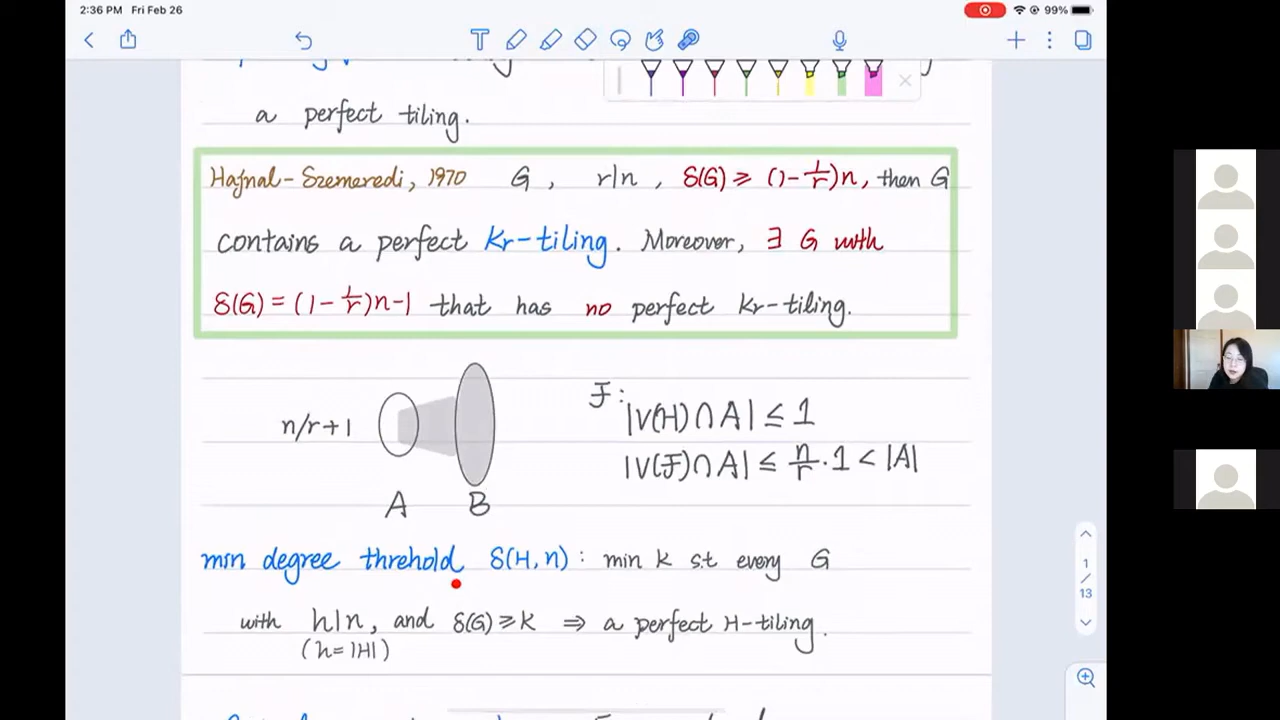 2:36 PM Fri Feb 26
99%
a perfect tiling.
Hajnal-Szemeredi, 1970 G, r|n, δ(G) ≥ (1-1/r)n, then G
contains a perfect Kr-tiling. Moreover, ∃ G with
δ(G) = (1-1/r)n-1 that has no perfect Kr-tiling.
n/r+1
A B
F:
|V(H)∩A| ≤ 1
|V(F)∩A| ≤ n/r·1 < |A|
min degree threhold δ(H,n): min k s.t every G
with h|n, and δ(G) ≥ k ⇒ a perfect H-tiling.
(h=|H|)
1
/
13